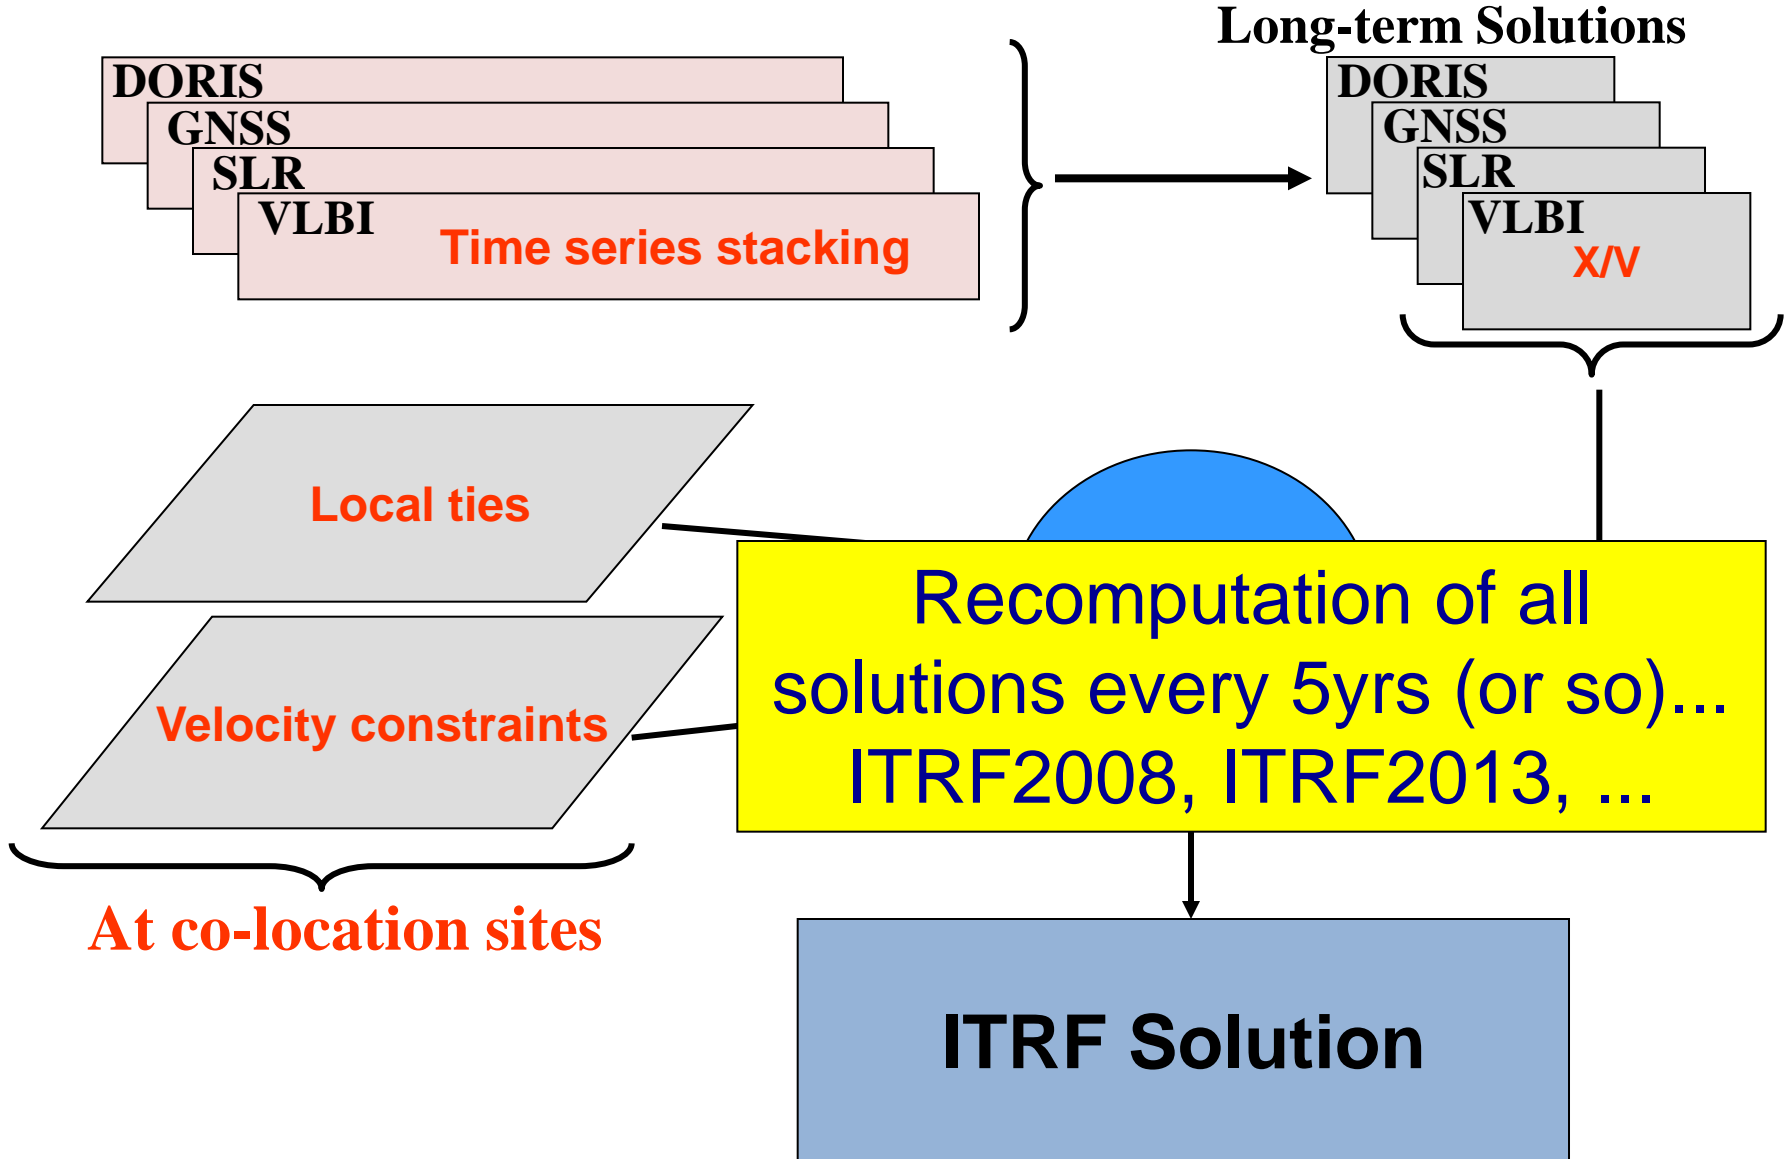 Long-term Solutions
DORIS
GNSS
SLR
VLBI
Time series stacking
DORIS
GNSS
SLR
VLBI
X/V
Local ties
Velocity constraints
At co-location sites
Recomputation of all
solutions every 5yrs (or so)...
ITRF2008, ITRF2013, ...
ITRF Solution